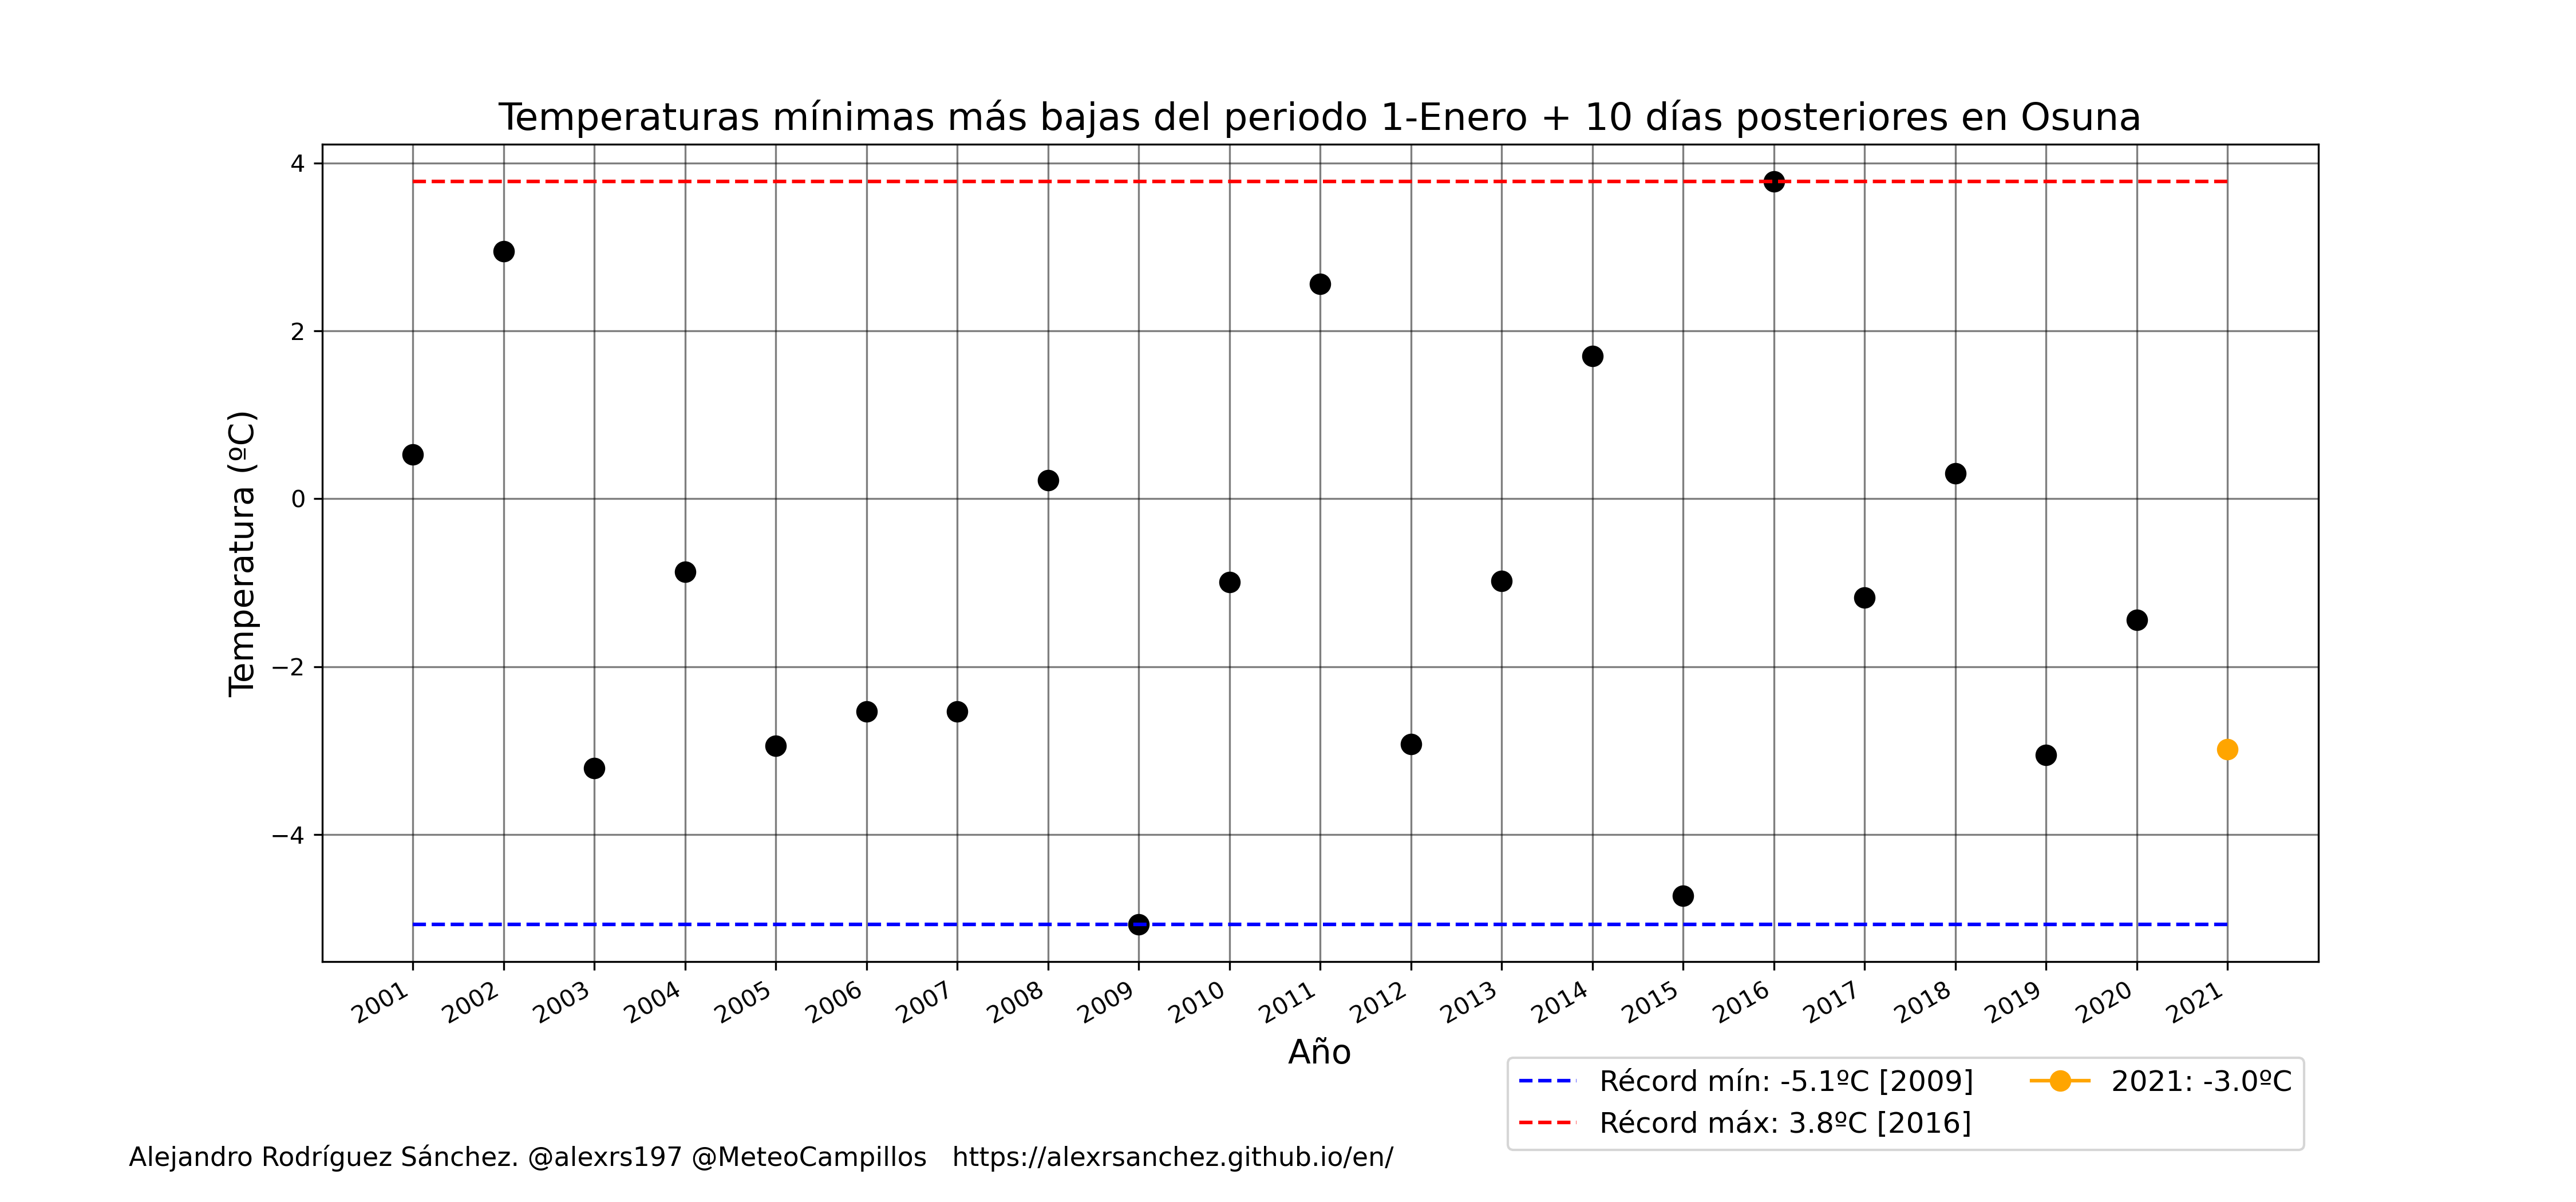 Temperaturas mínimas más bajas del periodo 1-Enero + 10 días posteriores en Osuna
Temperatura (ºC)
4
2
0
−2
−4
2001 2002 2003 2004 2005 2006 2007 2008 2009 2010 2011 2012 2013 2014 2015 2016 2017 2018 2019 2020 2021
Año
Récord mín: -5.1ºC [2009]
Récord máx: 3.8ºC [2016]
2021: -3.0ºC
Alejandro Rodríguez Sánchez. @alexrs197 @MeteoCampillos https://alexrsanchez.github.io/en/